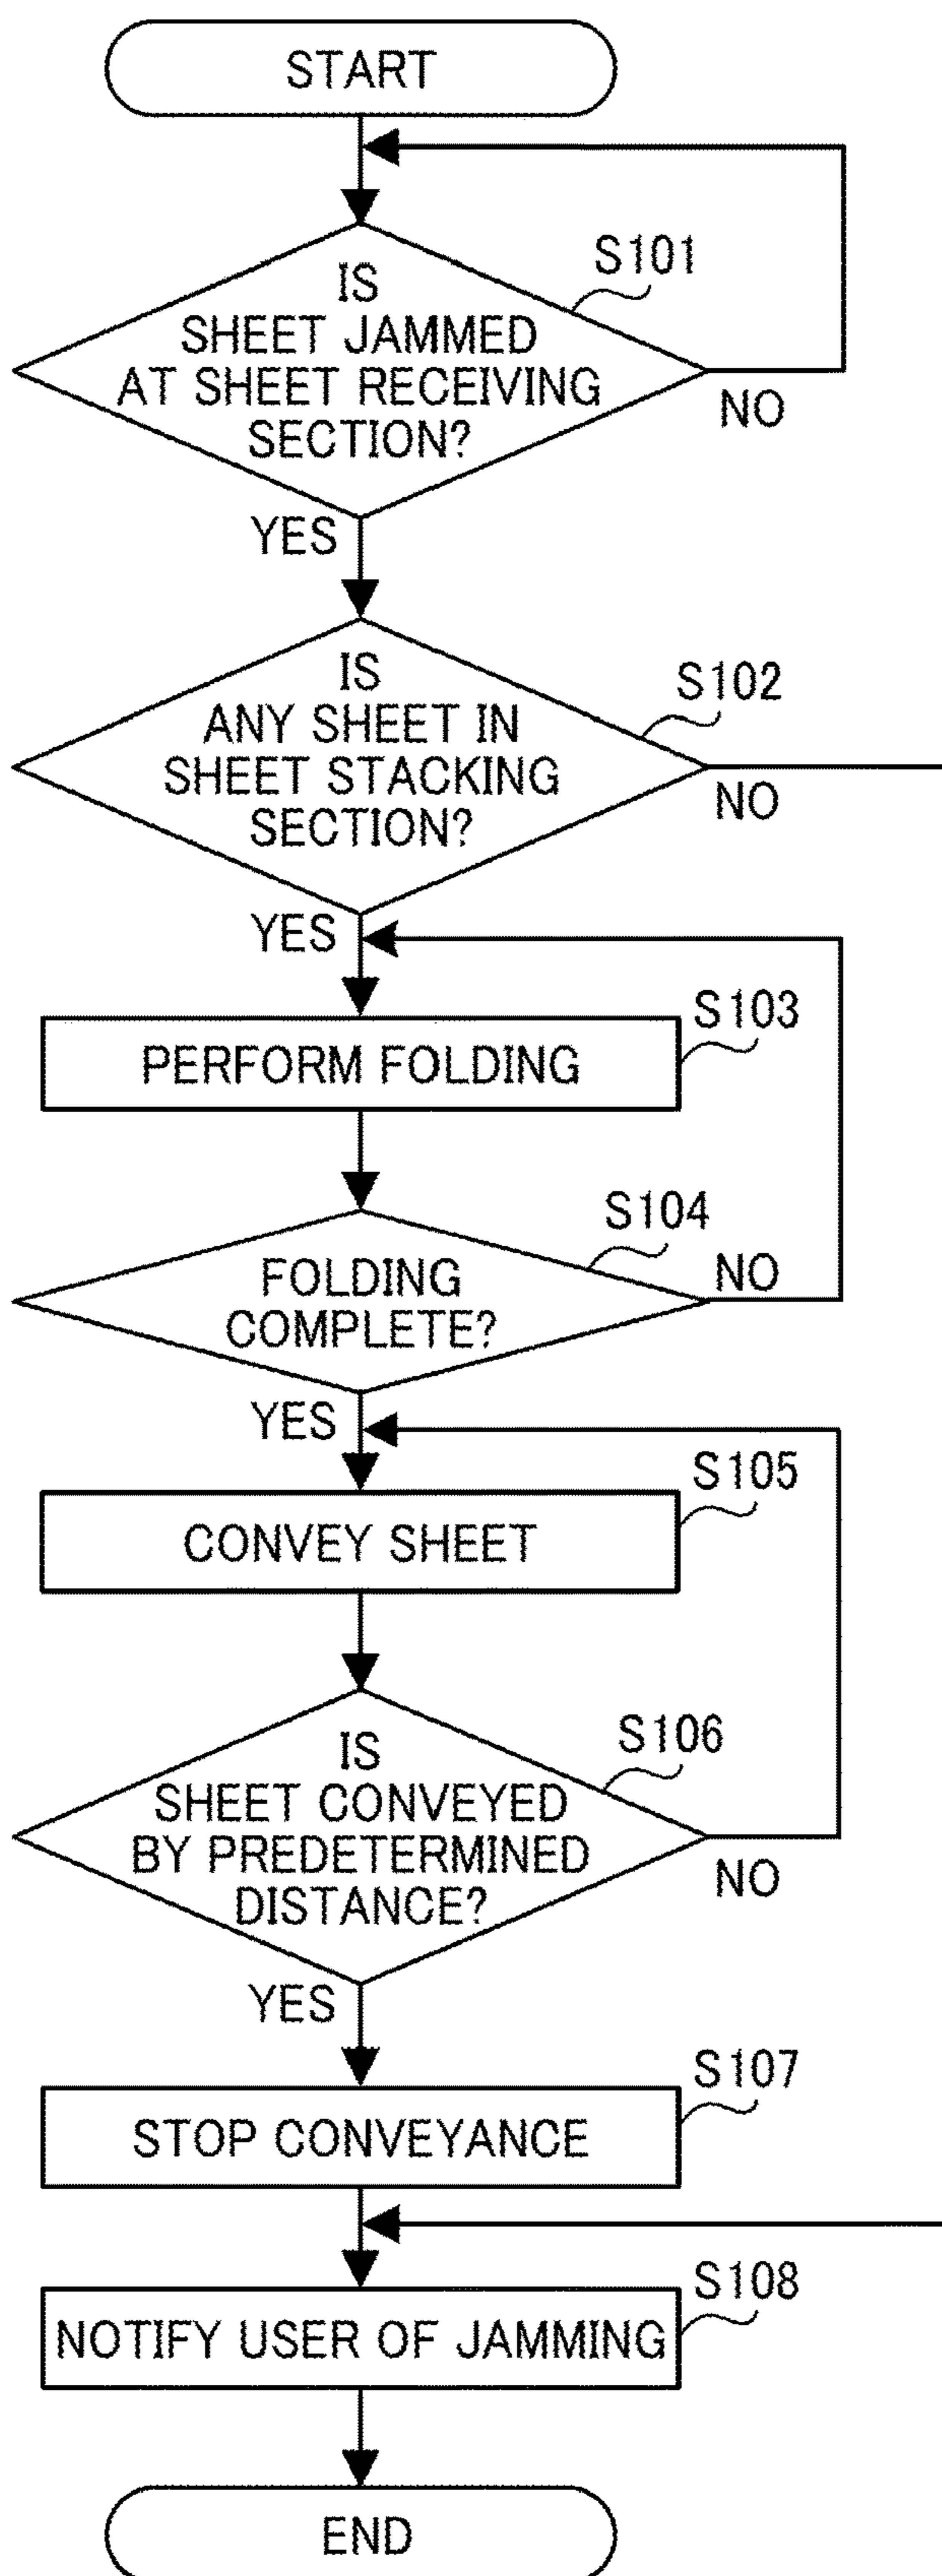 START
S101
IS
SHEET JAMMED
AT SHEET RECEIVING
SECTION?
NO
YES
S102
IS
ANY SHEET IN
SHEET STACKING
SECTION?
NO
YES
S103
PERFORM FOLDING
S104
FOLDING
COMPLETE?
NO
YES
S105
CONVEY SHEET
S106
IS
SHEET CONVEYED
BY PREDETERMINED
DISTANCE?
NO
YES
S107
STOP CONVEYANCE
S108
NOTIFY USER OF JAMMING
END